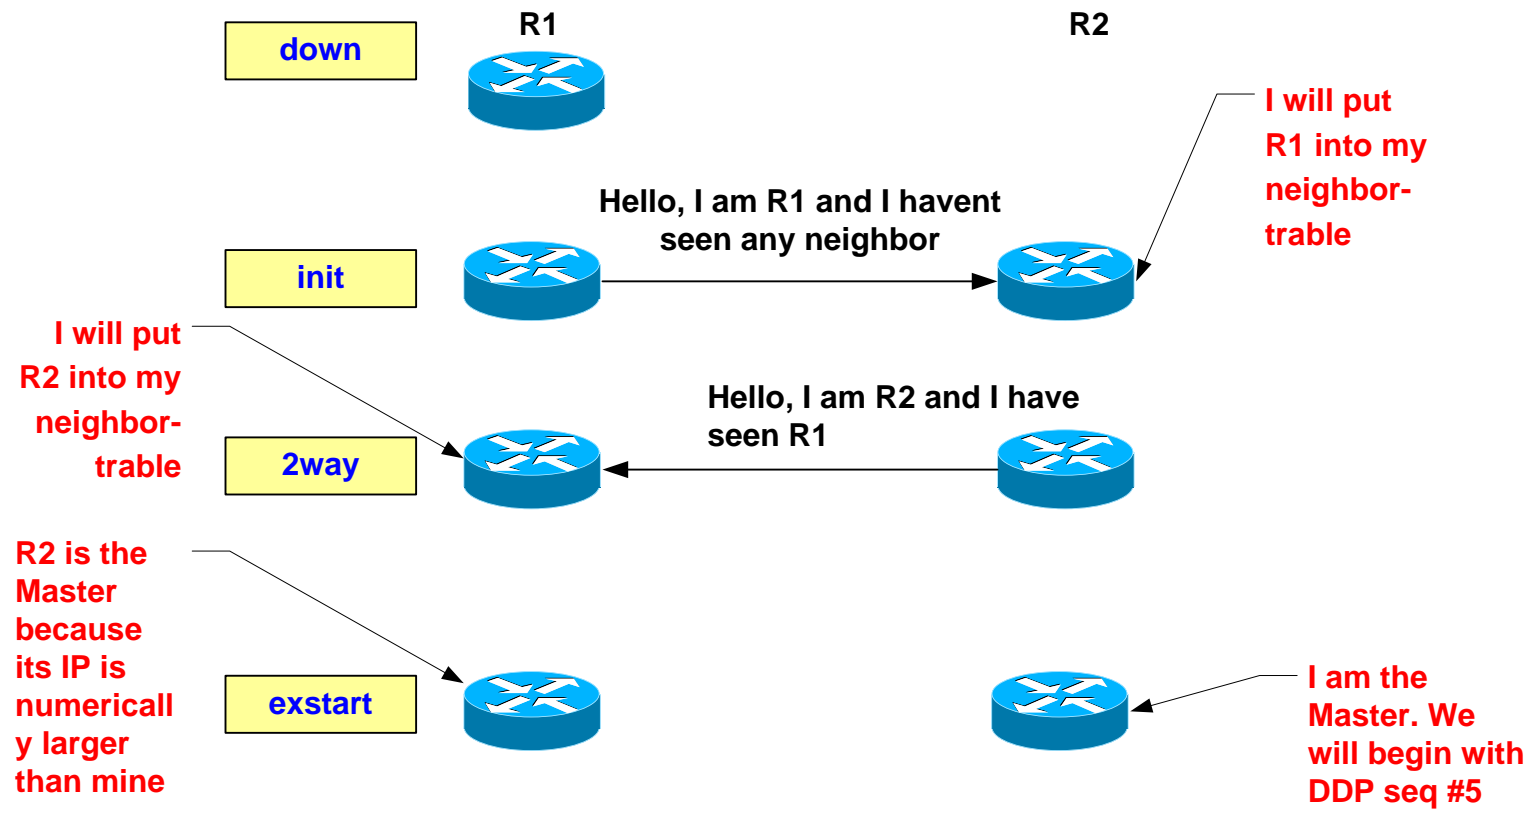 R1
R2
down
I will put
R1 into my
neighbor-
trable
Hello, I am R1 and I havent
seen any neighbor
init
I will put
R2 into my
neighbor-
trable
Hello, I am R2 and I have
seen R1
2way
R2 is the
Master
because
its IP is
numericall
y larger
than mine
exstart
I am the
Master. We
will begin with
DDP seq #5